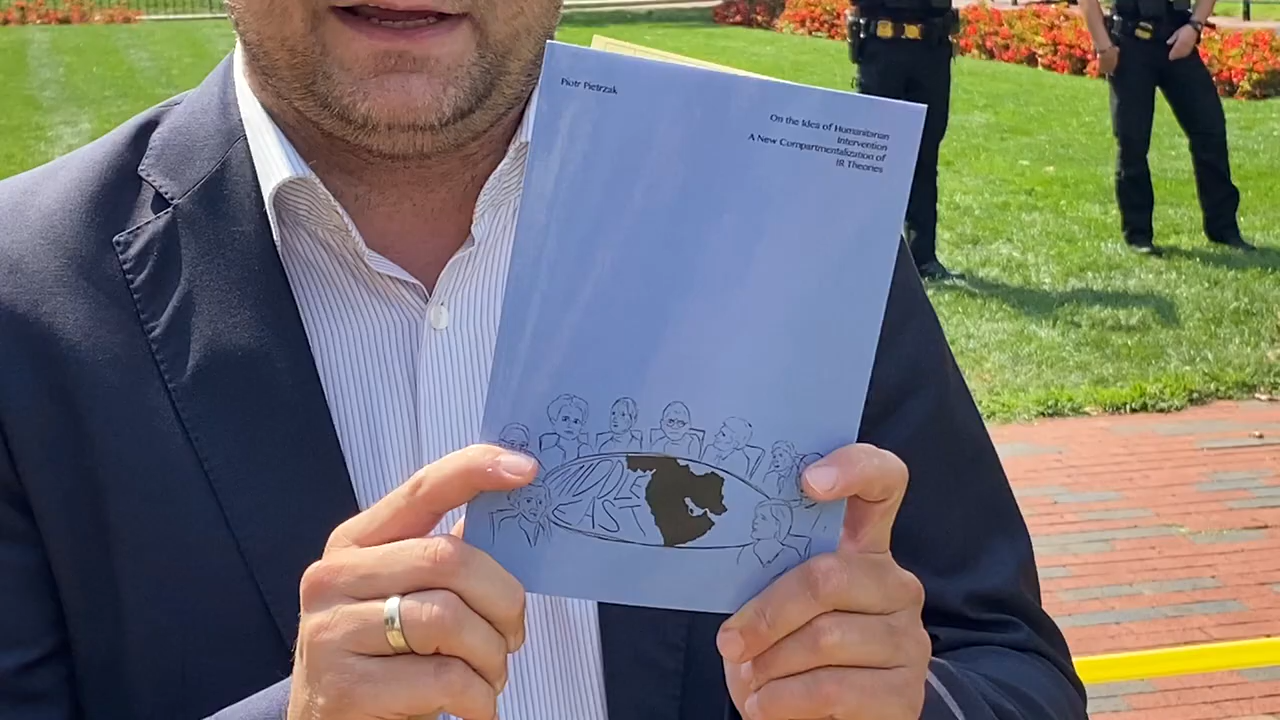 Piotr Pietrzak
On the Idea of Humanitarian
Intervention
A New Compartmentalization of
IR Theories
MIDDLE
EAST